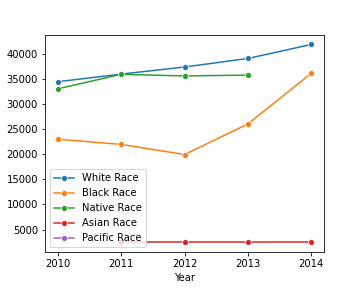 40000
35000
30000
25000
20000
15000
10000
5000
White Race
Black Race
Native Race
Asian Race
Pacific Race
2010 2011 2012 2013 2014
Year